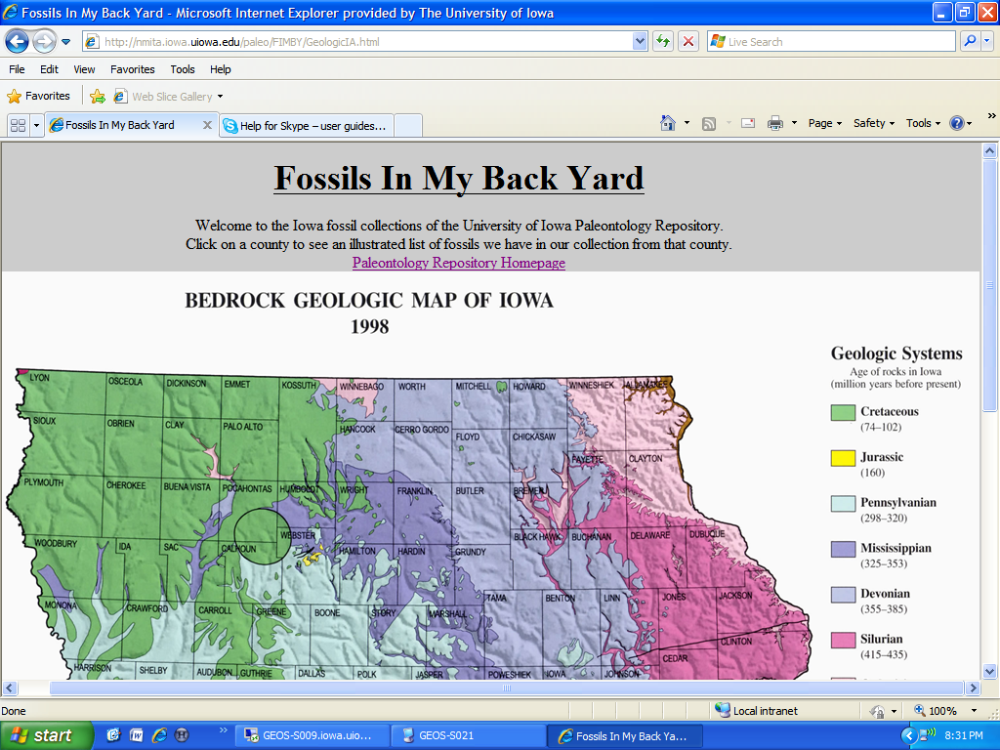 Fossils In My Back Yard - Microsoft Internet Explorer provided by The University of Iowa
http://nmita.iowa.uiowa.edu/paleo/FIMBY/GeologicIA.html
Live Search
File Edit View Favorites Tools Help
Favorites Web Slice Gallery
Fossils In My Back Yard Help for Skype – user guides... Page Safety Tools »
Fossils In My Back Yard
Welcome to the Iowa fossil collections of the University of Iowa Paleontology Repository.
Click on a county to see an illustrated list of fossils we have in our collection from that county.
Paleontology Repository Homepage
BEDROCK GEOLOGIC MAP OF IOWA
1998
Geologic Systems
Age of rocks in Iowa
(million years before present)
Cretaceous
(74–102)
Jurassic
(160)
Pennsylvanian
(298–320)
Mississippian
(325–353)
Devonian
(355–385)
Silurian
(415–435)
LYON OSCEOLA DICKINSON EMMET KOSSUTH WINNEBAGO WORTH MITCHELL HOWARD WINNESHIEK ALLAMAKEE
SIOUX OBRIEN CLAY PALO ALTO HANCOCK CERRO GORDO FLOYD CHICKASAW
FAYETTE CLAYTON
PLYMOUTH CHEROKEE BUENA VISTA POCAHONTAS HUMBOLDT WRIGHT FRANKLIN BUTLER BREMER
WOODBURY IDA SAC CALHOUN WEBSTER HAMILTON HARDIN GRUNDY BLACK HAWK BUCHANAN DELAWARE DUBUQUE
MONONA CRAWFORD CARROLL GREENE BOONE STORY MARSHALL TAMA BENTON LINN JONES JACKSON
CLINTON
CEDAR
HARRISON SHELBY AUDUBON GUTHRIE DALLAS POLK JASPER POWESHIEK IOWA JOHNSON
Done Local intranet 100%
start » GEOS-S009.iowa.uio... GEOS-S021 Fossils In My Back Ya... 8:31 PM